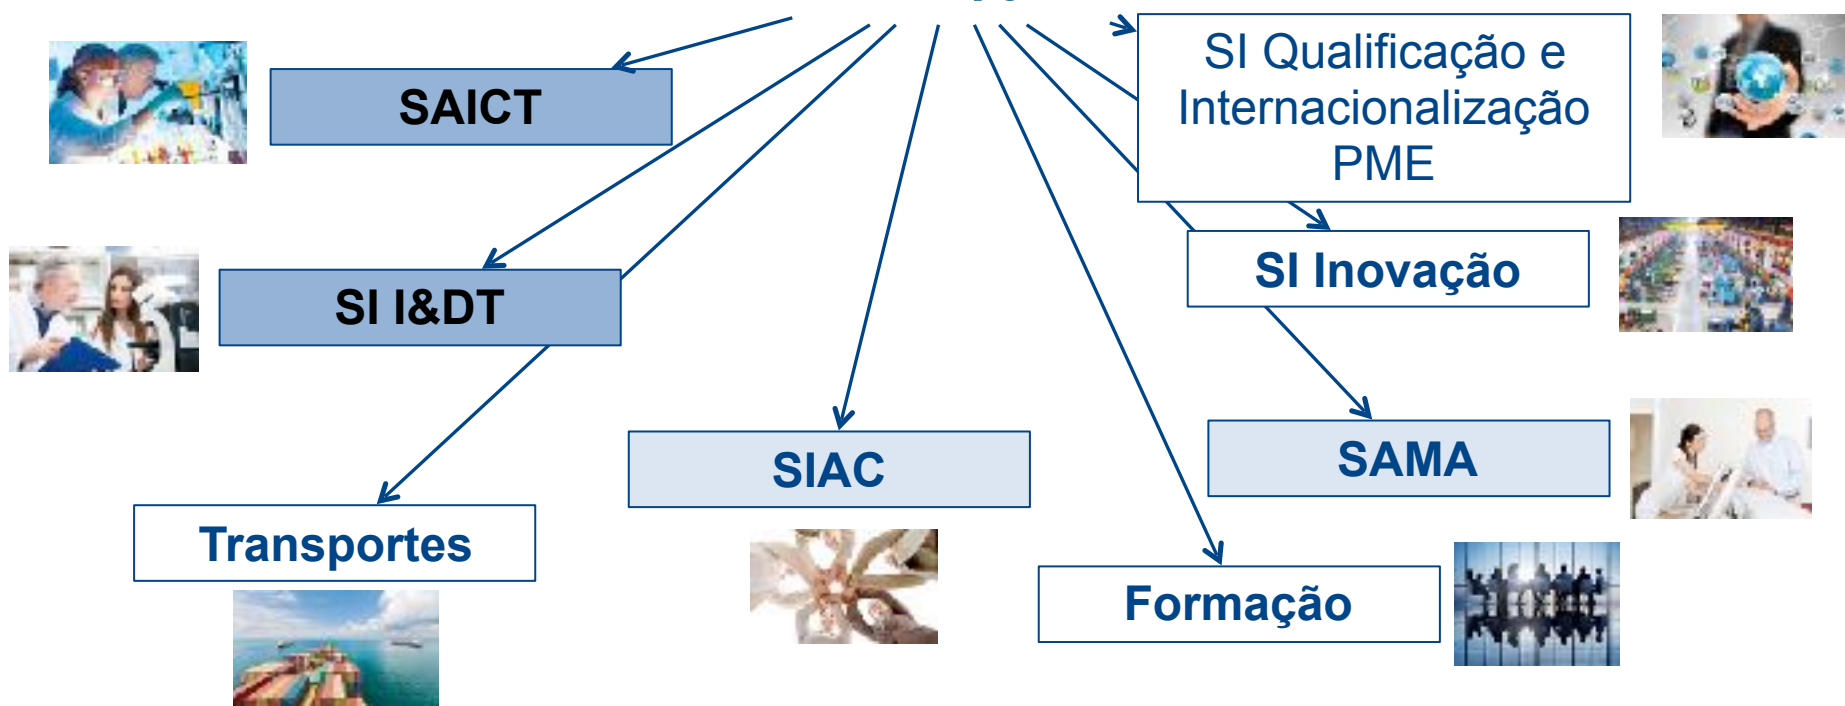 SAICT
SI Qualificação e
Internacionalização
PME
SI I&DT
SI Inovação
SIAC
SAMA
Transportes
Formação